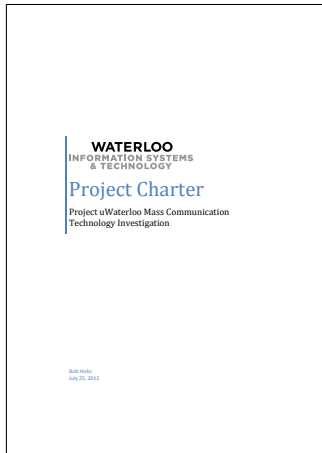 WATERLOO
INFORMATION SYSTEMS
& TECHNOLOGY
Project Charter
Project uWaterloo Mass Communication
Technology Investigation
Bob Hicks
July 25, 2012